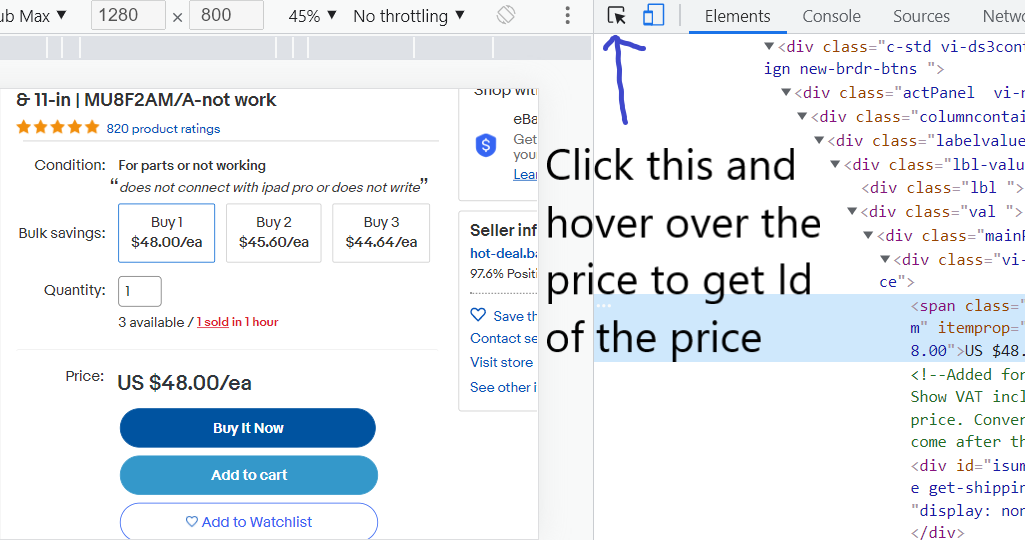 ub Max ▼ 1280 × 800 45% ▼ No throttling ▼
Elements Console Sources Netw
& 11-in | MU8F2AM/A-not work
820 product ratings
Condition: For parts or not working
“does not connect with ipad pro or does not write”
Bulk savings:
Buy 1
$48.00/ea
Buy 2
$45.60/ea
Buy 3
$44.64/ea
Quantity: 1
3 available / 1 sold in 1 hour
Price: US $48.00/ea
Buy It Now
Add to cart
Add to Watchlist
Shop wit
eBa
Get
you
Lear
Seller inf
hot-deal.ba
97.6% Positi
Save th
Contact se
Visit store
See other i
Click this and
hover over the
price to get Id
of the price
▼<div class="c-std vi-ds3cont
ign new-brdr-btns ">
▼<div class="actPanel vi-n
▼<div class="columncontai
▼<div class="labelvalue
▼<div class="lbl-valu
<div class="lbl ">
▼<div class="val ">
▼<div class="mainP
▼<div class="vi-
ce">
<span class="
m" itemprop="
8.00">US $48.
<!--Added for
Show VAT incl
price. Conver
come after th
<div id="isum
e get-shippin
"display: non
</div>